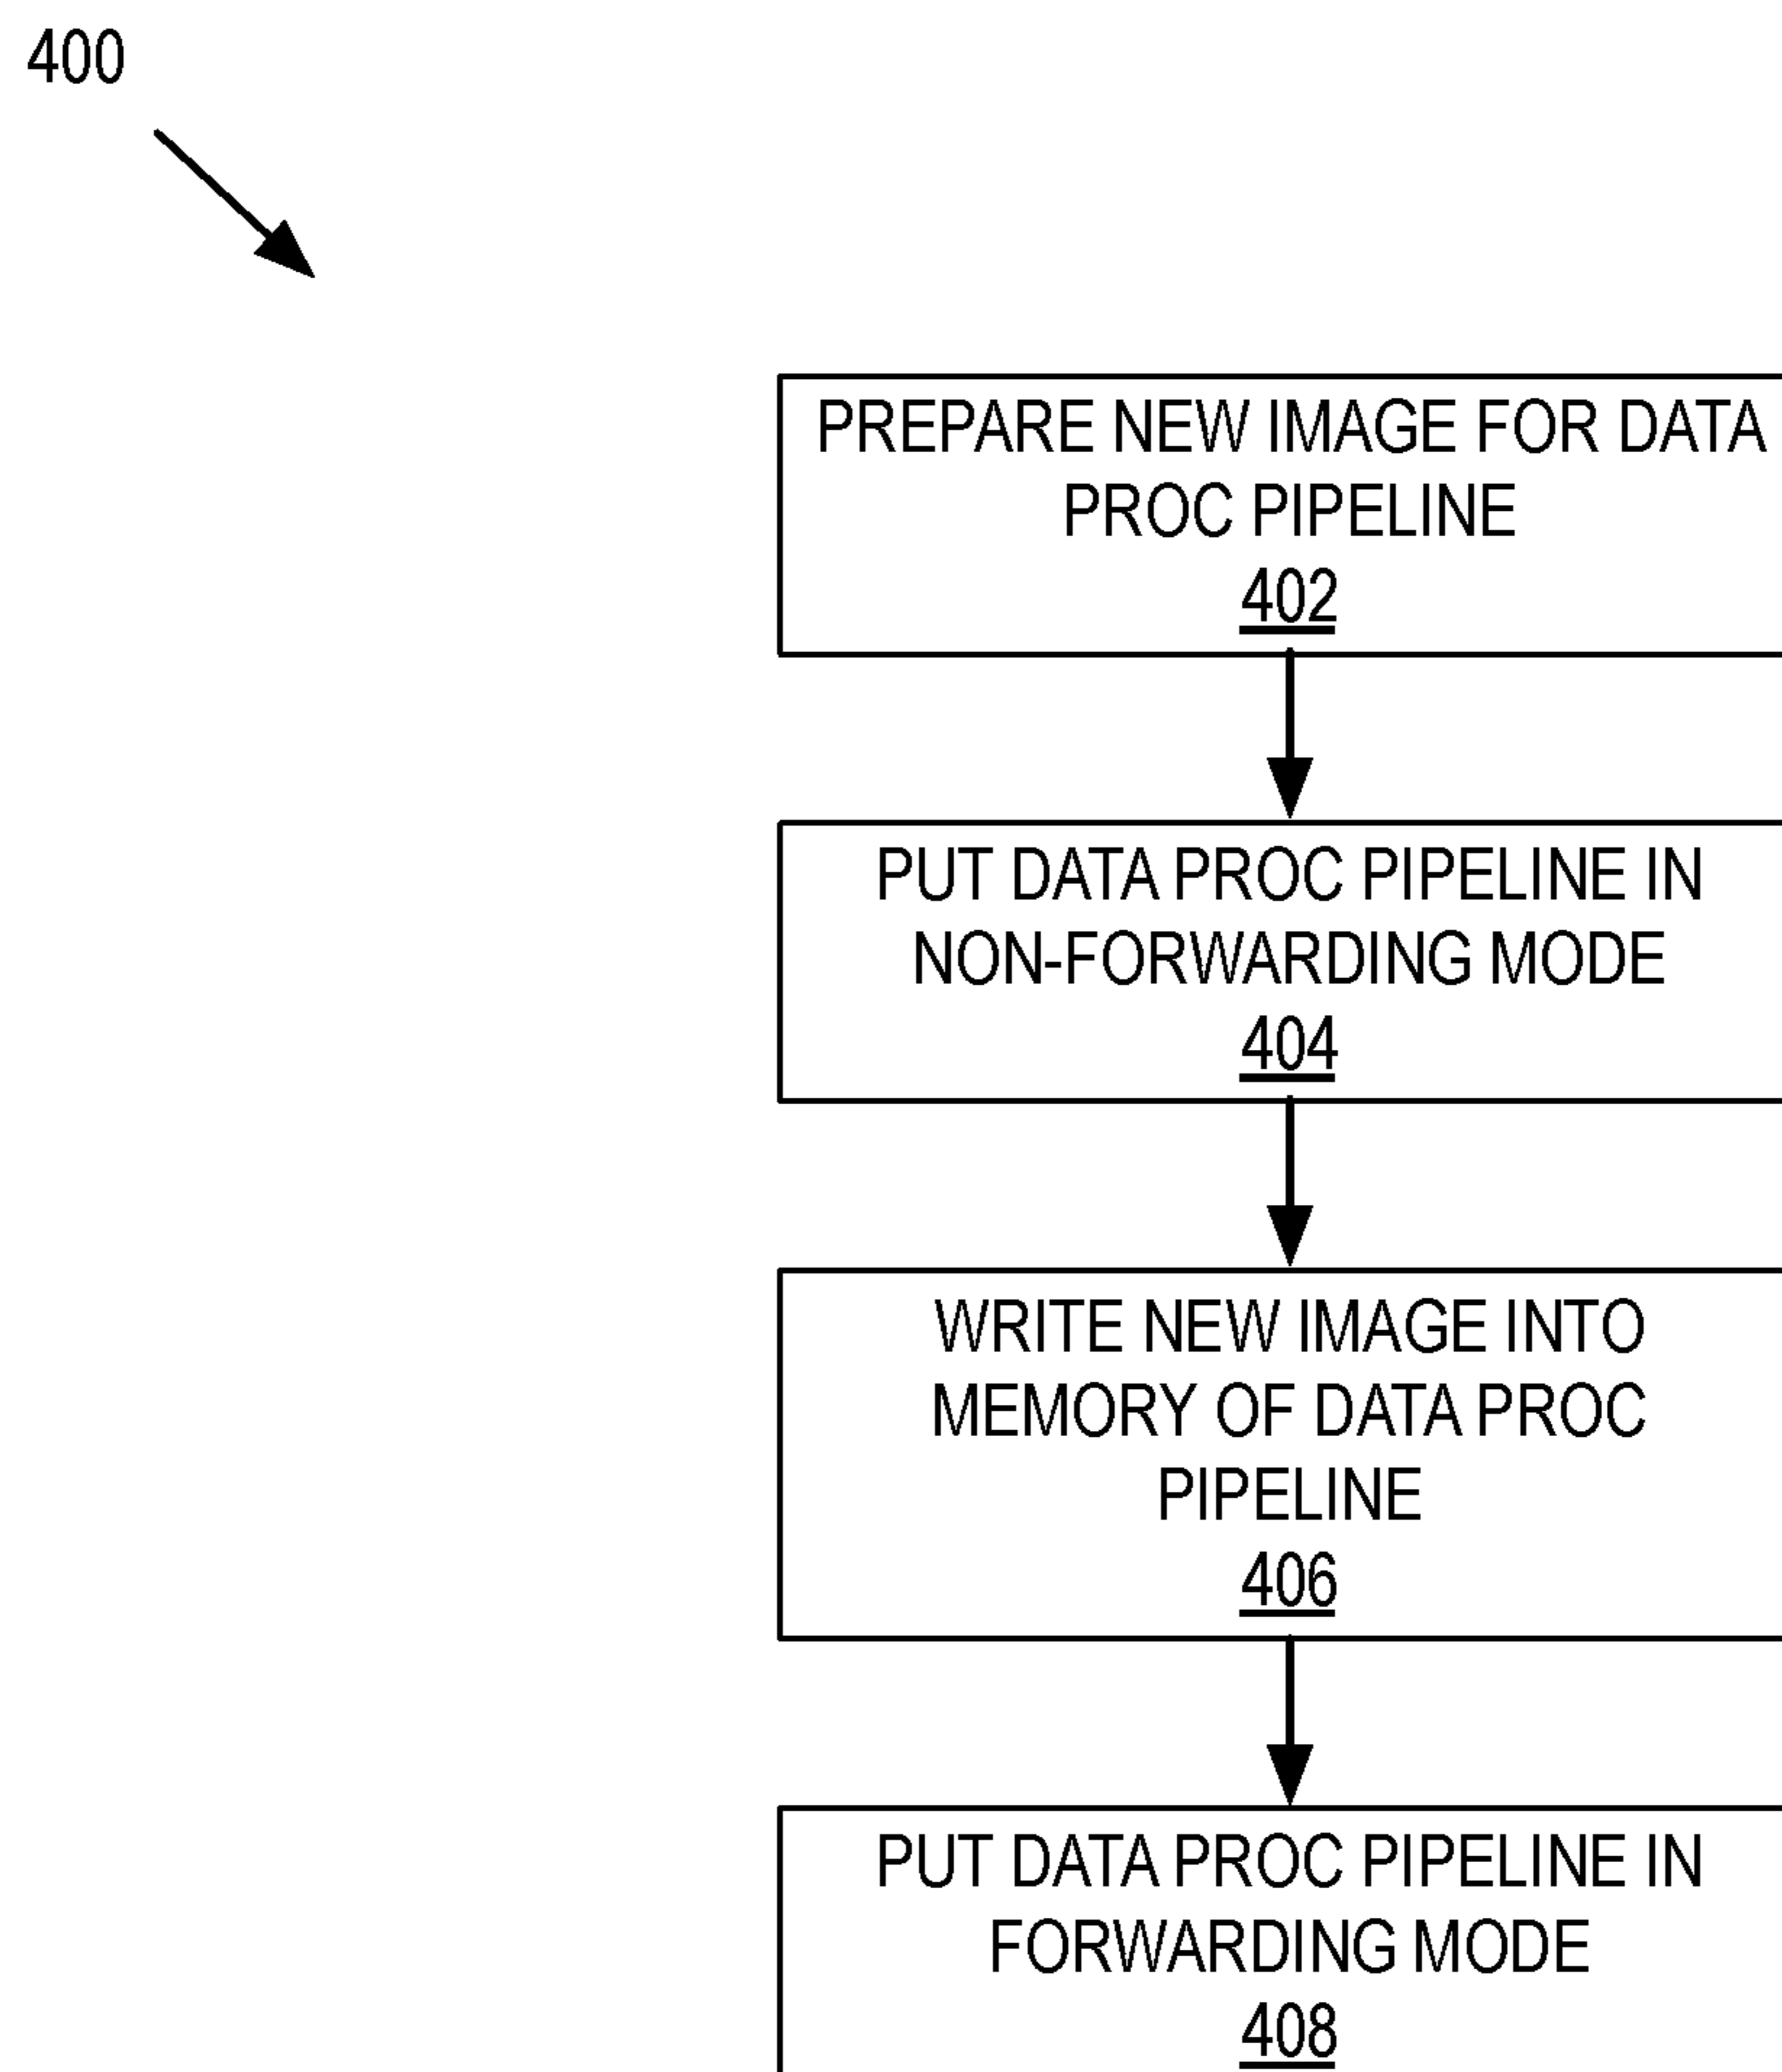 400
PREPARE NEW IMAGE FOR DATA
PROC PIPELINE
402
PUT DATA PROC PIPELINE IN
NON-FORWARDING MODE
404
WRITE NEW IMAGE INTO
MEMORY OF DATA PROC
PIPELINE
406
PUT DATA PROC PIPELINE IN
FORWARDING MODE
408